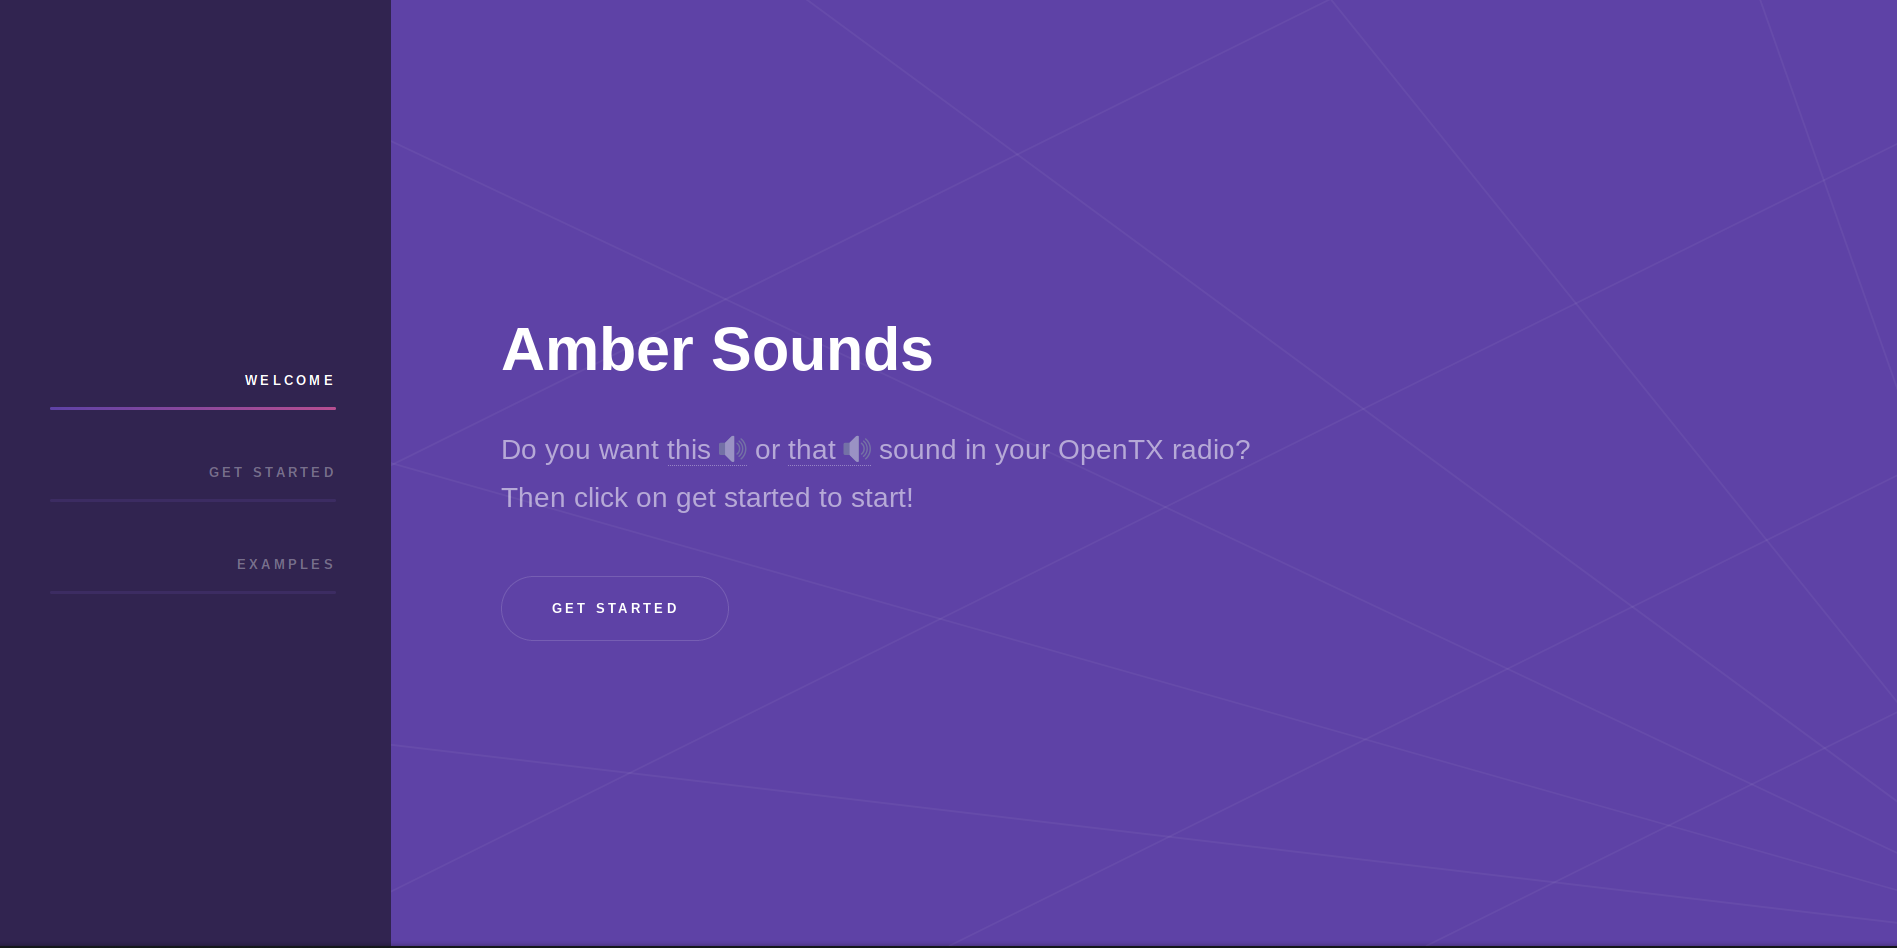 WELCOME
GET STARTED
EXAMPLES
Amber Sounds
Do you want this 🔊 or that 🔊 sound in your OpenTX radio?
Then click on get started to start!
GET STARTED